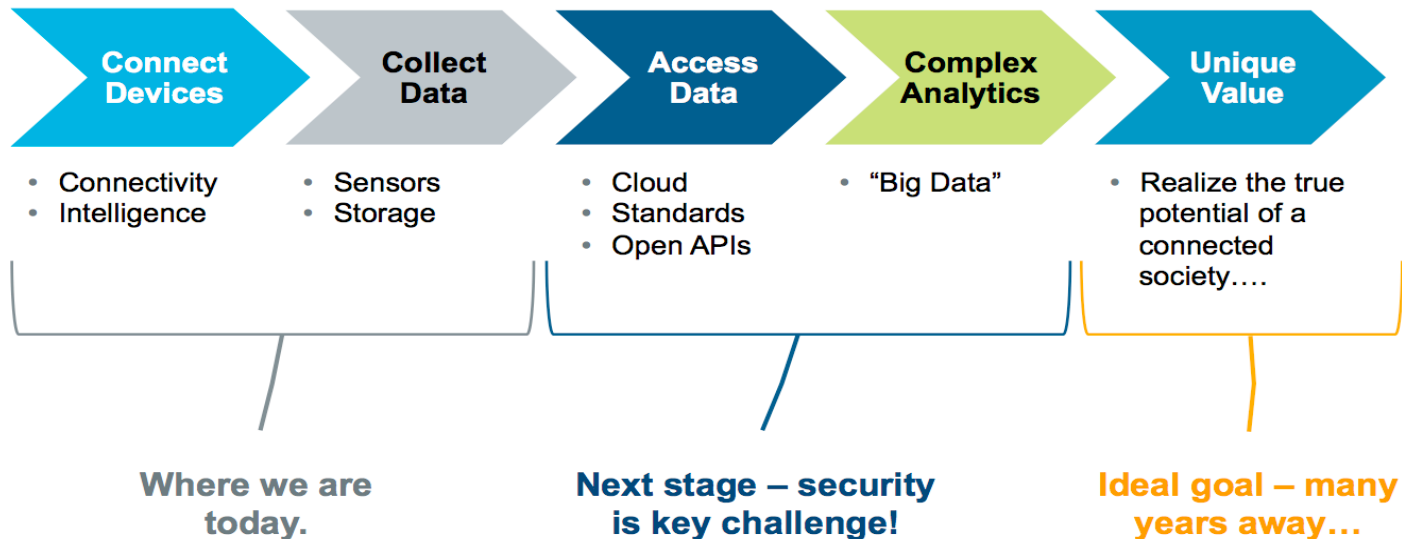 Connect
Devices
Collect
Data
Access
Data
Complex
Analytics
Unique
Value
• Connectivity
• Intelligence
• Sensors
• Storage
• Cloud
• Standards
• Open APIs
• “Big Data”
• Realize the true
potential of a
connected
society….
Where we are
today.
Next stage – security
is key challenge!
Ideal goal – many
years away…